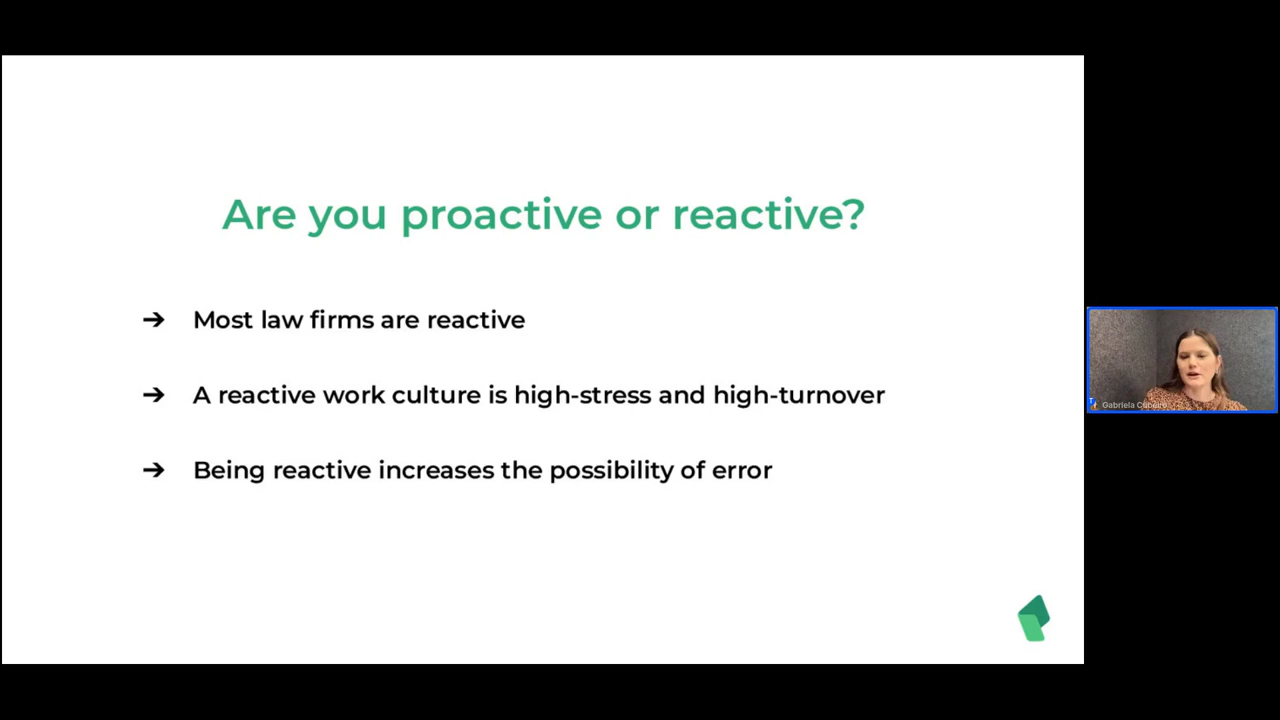 Are you proactive or reactive?
➔ Most law firms are reactive
➔ A reactive work culture is high-stress and high-turnover
➔ Being reactive increases the possibility of error
Gabriela